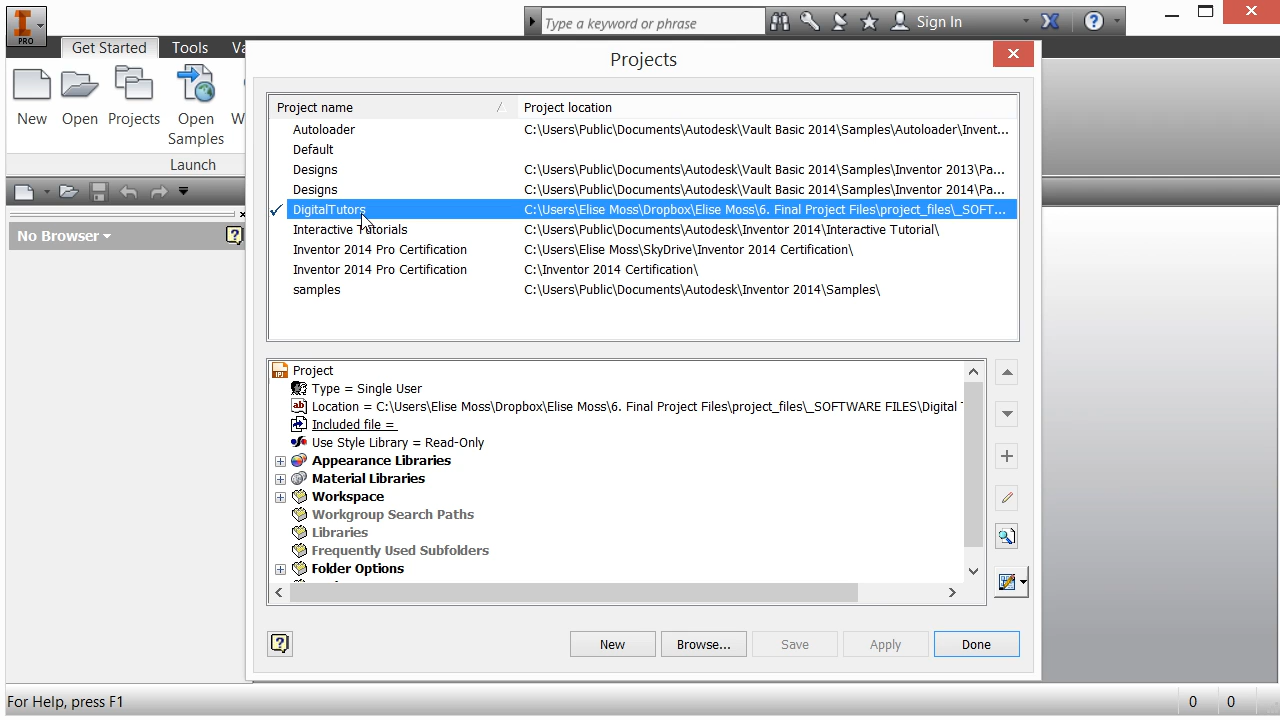 PRO
Type a keyword or phrase
Sign In
Get Started Tools Va
New Open Projects Open Samples W
Launch
No Browser
Projects
Project name Project location
Autoloader C:\Users\Public\Documents\Autodesk\Vault Basic 2014\Samples\Autoloader\Invent...
Default
Designs C:\Users\Public\Documents\Autodesk\Vault Basic 2014\Samples\Inventor 2013\Pa...
Designs C:\Users\Public\Documents\Autodesk\Vault Basic 2014\Samples\Inventor 2014\Pa...
DigitalTutors C:\Users\Elise Moss\Dropbox\Elise Moss\6. Final Project Files\project_files\_SOFT...
Interactive Tutorials C:\Users\Public\Documents\Autodesk\Inventor 2014\Interactive Tutorial\
Inventor 2014 Pro Certification C:\Users\Elise Moss\SkyDrive\Inventor 2014 Certification\
Inventor 2014 Pro Certification C:\Inventor 2014 Certification\
samples C:\Users\Public\Documents\Autodesk\Inventor 2014\Samples\
Project
Type = Single User
Location = C:\Users\Elise Moss\Dropbox\Elise Moss\6. Final Project Files\project_files\_SOFTWARE FILES\Digital
Included file =
Use Style Library = Read-Only
Appearance Libraries
Material Libraries
Workspace
Workgroup Search Paths
Libraries
Frequently Used Subfolders
Folder Options
New Browse... Save Apply Done
For Help, press F1 0 0